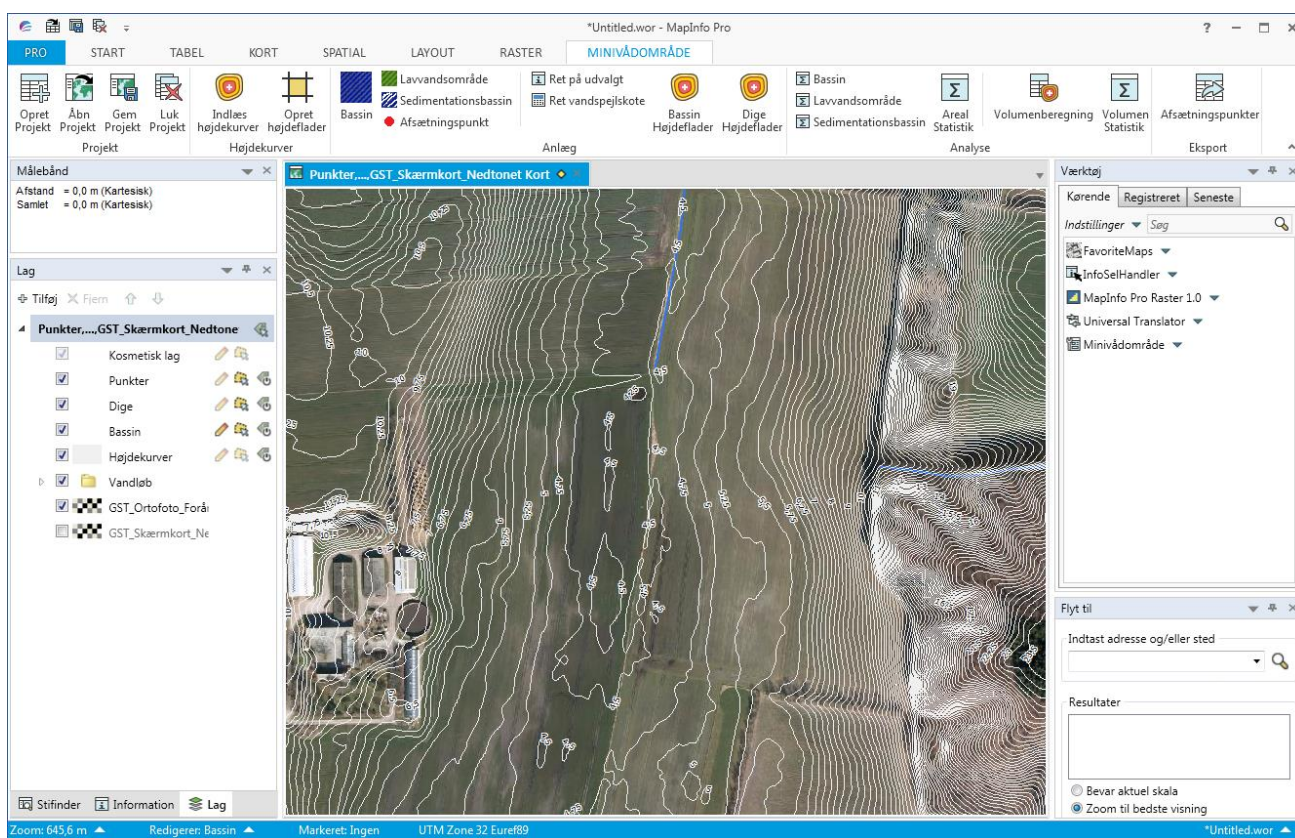 *Untitled.wor - MapInfo Pro
PRO START TABEL KORT SPATIAL LAYOUT RASTER MINIVÅDOMRÅDE
Opret Projekt
Åbn Projekt
Gem Projekt
Luk Projekt
Projekt
Indlæs højdekurver
Opret højdeflader
Højdekurver
Bassin
Lavvandsområde
Sedimentationsbassin
Afsætningspunkt
Ret på udvalgt
Ret vandspejlskote
Bassin Højdeflader
Dige Højdeflader
Anlæg
Bassin
Lavvandsområde
Sedimentationsbassin
Areal Statistik
Volumenberegning
Volumen Statistik
Analyse
Afsætningspunkter
Eksport
Målebånd
Afstand = 0,0 m (Kartesisk)
Samlet = 0,0 m (Kartesisk)
Lag
Tilføj Fjern
Punkter,...,GST_Skærmkort_Nedtone
Kosmetisk lag
Punkter
Dige
Bassin
Højdekurver
Vandløb
GST_Ortofoto_Forå
GST_Skærmkort_Ne
Stifinder Information Lag
Punkter,...,GST_Skærmkort_Nedtonet Kort
Værktøj
Kørende Registreret Seneste
Indstillinger Søg
FavoriteMaps
InfoSelHandler
MapInfo Pro Raster 1.0
Universal Translator
Minivådområde
Flyt til
Indtast adresse og/eller sted
Resultater
Bevar aktuel skala
Zoom til bedste visning
Zoom: 645,6 m Redigerer: Bassin Markeret: Ingen UTM Zone 32 Euref89 *Untitled.wor